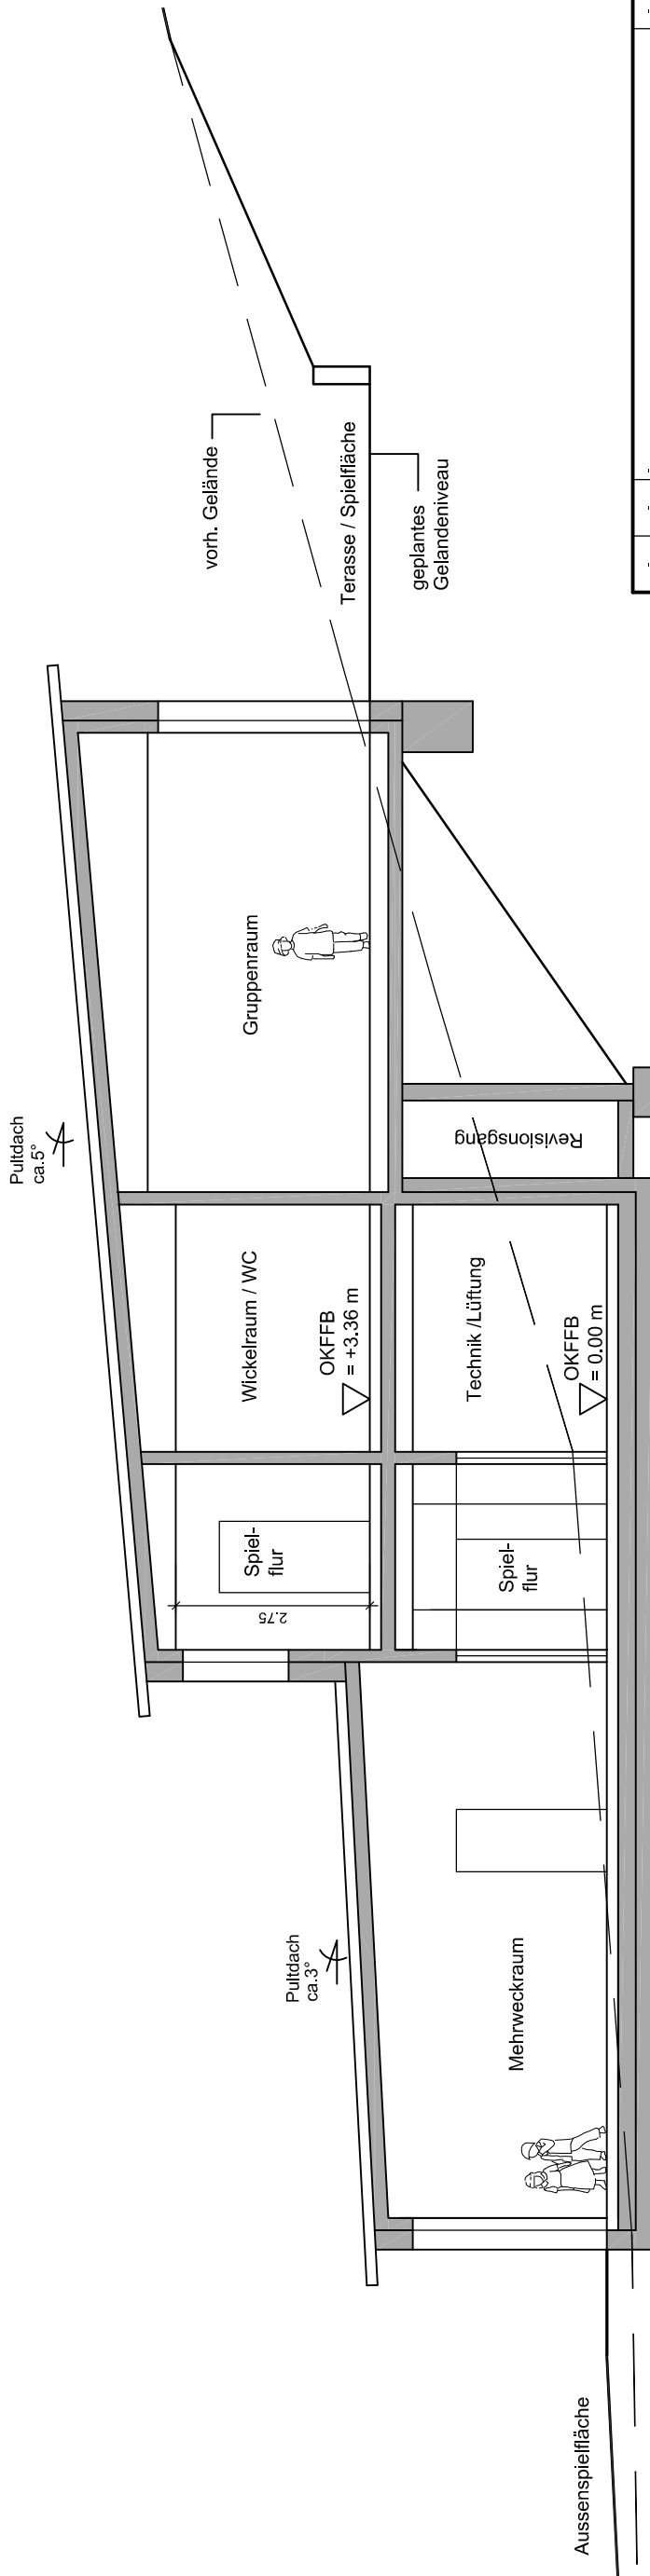 Pultdach
ca.5°
vorh. Gelände
Terasse / Spielfläche
geplantes
Gelandeniveau
Gruppenraum
Wickelraum / WC
OKFFB
= +3.36 m
Spiel-
flur
2.75
Pultdach
ca.3°
Revisionsgang
Technik /Lüftung
OKFFB
= 0.00 m
Spiel-
flur
Mehrweckraum
Aussenspielfläche